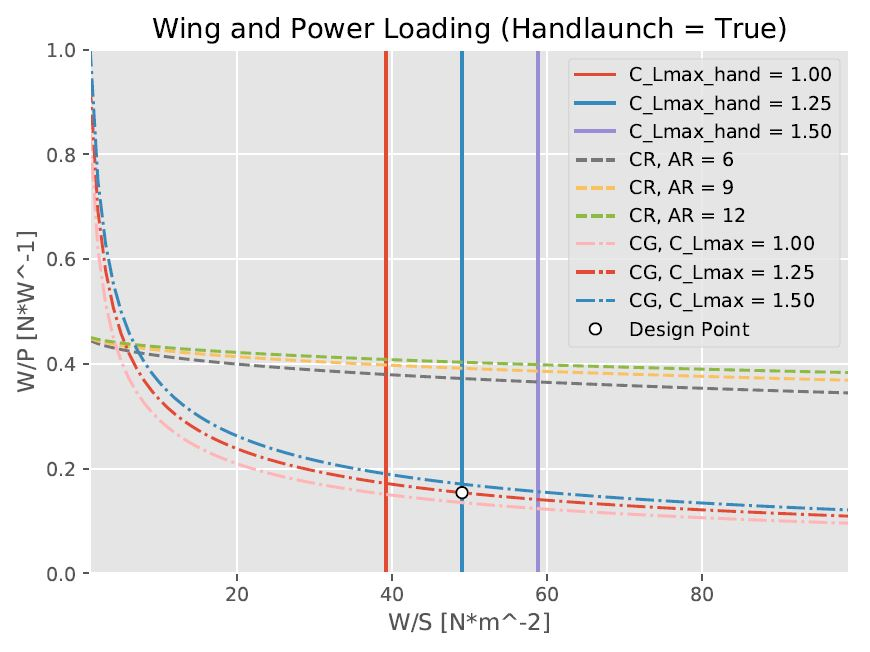 Wing and Power Loading (Handlaunch = True)
1.0
0.8
0.6
0.4
0.2
0.0
W/P [N*W^-1]
C_Lmax_hand = 1.00
C_Lmax_hand = 1.25
C_Lmax_hand = 1.50
CR, AR = 6
CR, AR = 9
CR, AR = 12
CG, C_Lmax = 1.00
CG, C_Lmax = 1.25
CG, C_Lmax = 1.50
Design Point
20
40
60
80
W/S [N*m^-2]